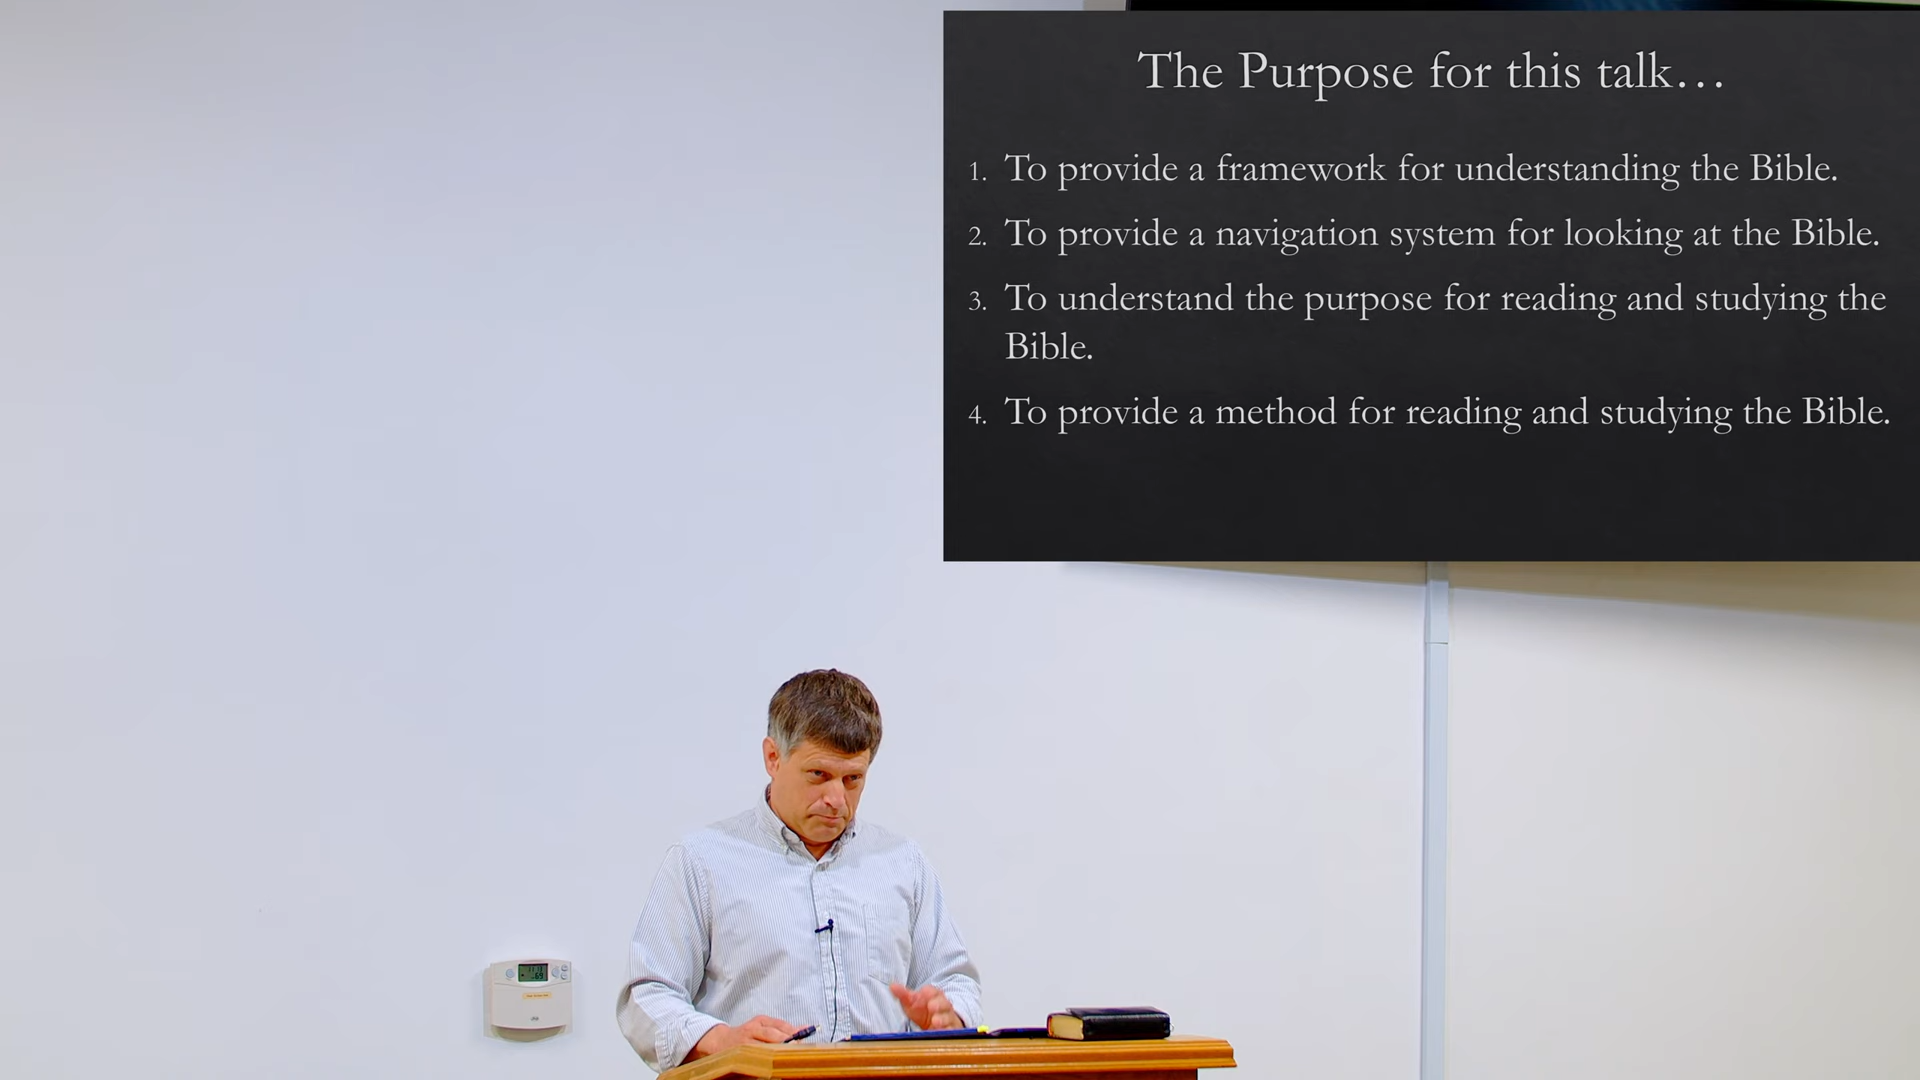 The Purpose for this talk...
1. To provide a framework for understanding the Bible.
2. To provide a navigation system for looking at the Bible.
3. To understand the purpose for reading and studying the
Bible.
4. To provide a method for reading and studying the Bible.